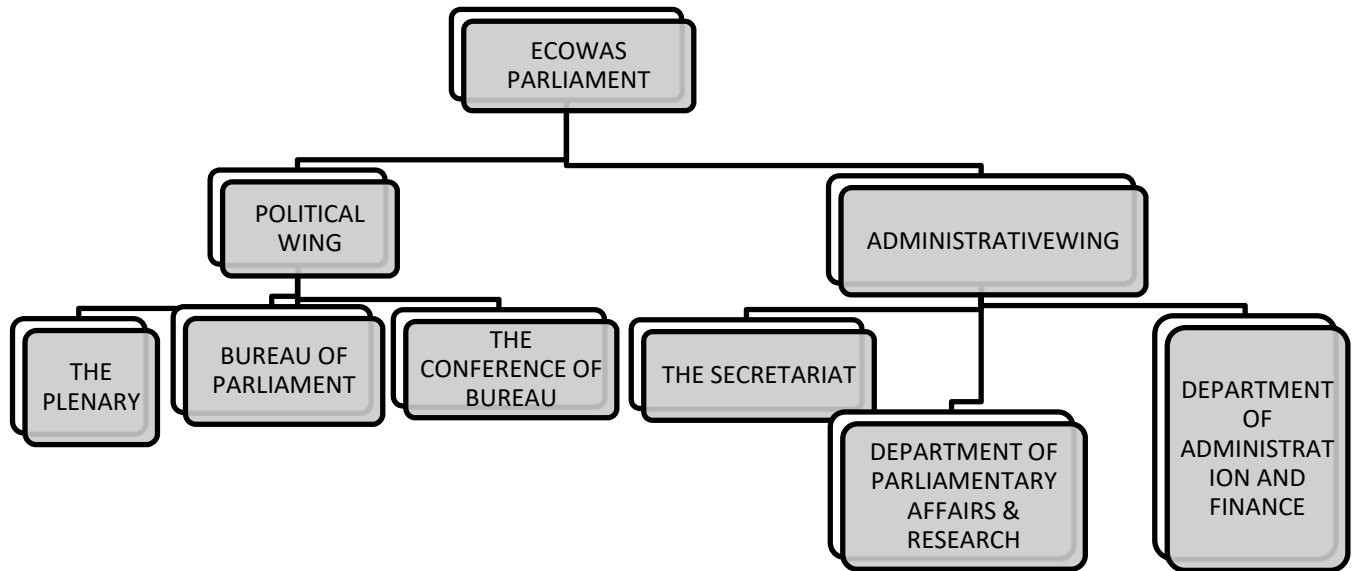 ECOWAS
PARLIAMENT
POLITICAL
WING
ADMINISTRATIVEWING
THE
PLENARY
BUREAU OF
PARLIAMENT
THE
CONFERENCE OF
BUREAU
THE SECRETARIAT
DEPARTMENT OF
PARLIAMENTARY
AFFAIRS &
RESEARCH
DEPARTMENT
OF
ADMINISTRAT
ION AND
FINANCE